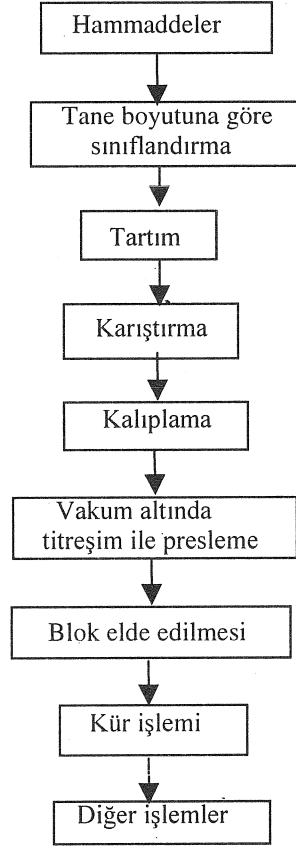 Hammaddeler
Tane boyutuna göre
sınıflandırma
Tartım
Karıştırma
Kalıplama
Vakum altında
titreşim ile presleme
Blok elde edilmesi
Kür işlemi
Diğer işlemler